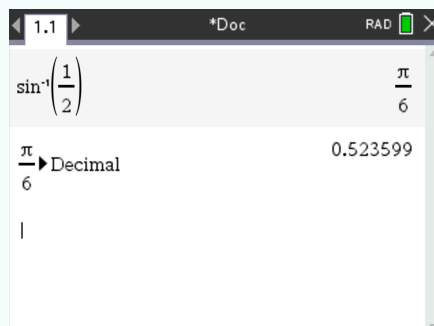 1.1 *Doc RAD
sin⁻¹(1/2) π/6
π/6▶Decimal 0.523599